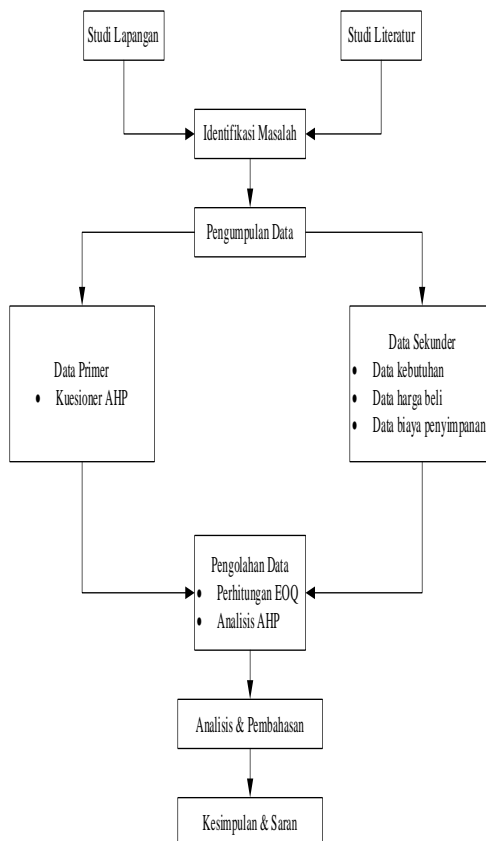 Studi Lapangan
Studi Literatur
Identifikasi Masalah
Pengumpulan Data
Data Primer
• Kuesioner AHP
Data Sekunder
• Data kebutuhan
• Data harga beli
• Data biaya penyimpanan
Pengolahan Data
• Perhitungan EOQ
• Analisis AHP
Analisis & Pembahasan
Kesimpulan & Saran